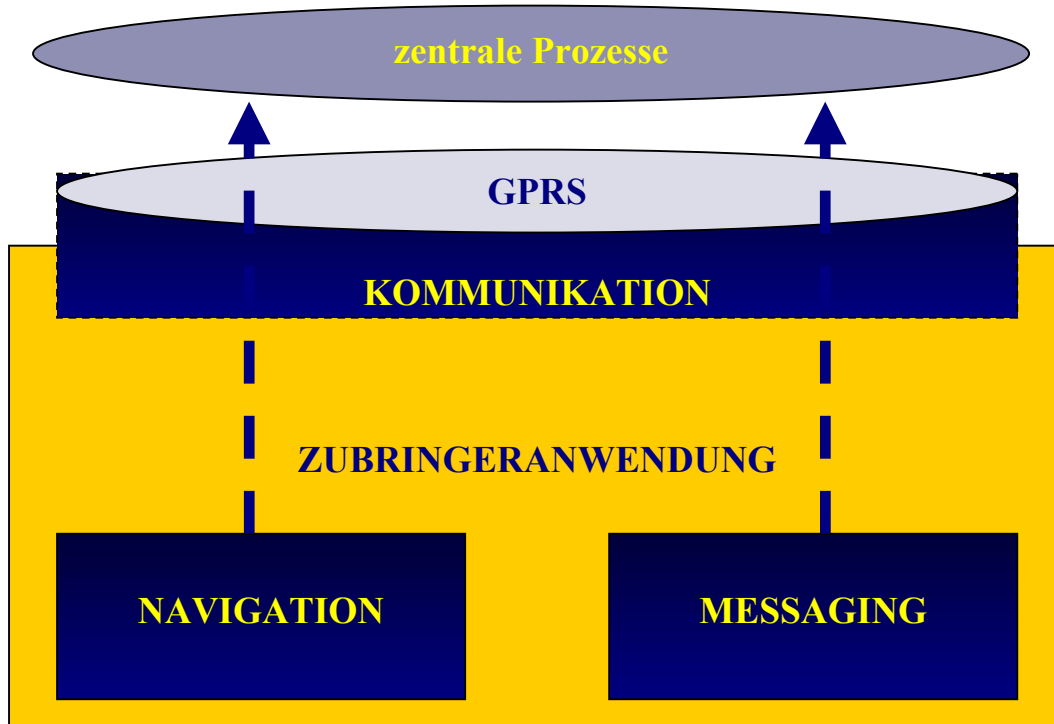 zentrale Prozesse
GPRS
KOMMUNIKATION
ZUBRINGERANWENDUNG
NAVIGATION
MESSAGING